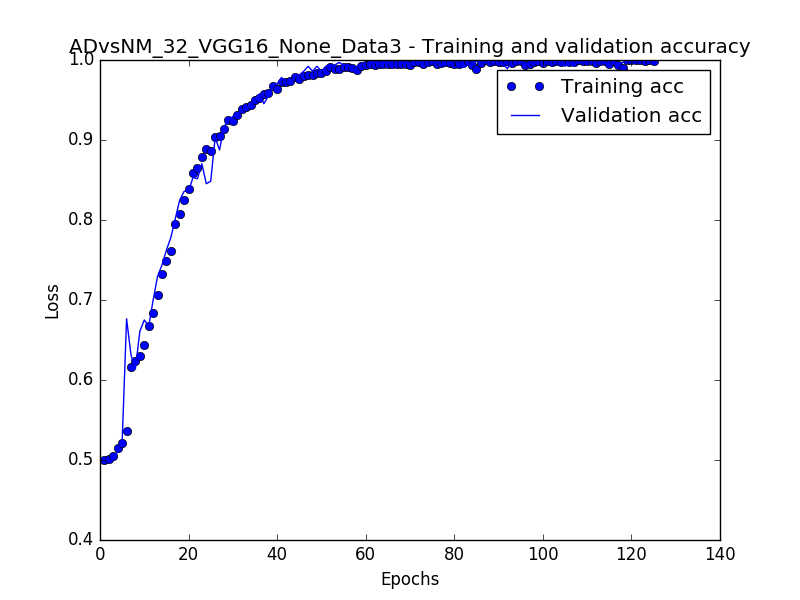 ADvsNM_32_VGG16_None_Data3 - Training and validation accuracy
1.0
0.9
0.8
0.7
0.6
0.5
0.4
Loss
Training acc
Validation acc
0 20 40 60 80 100 120 140
Epochs